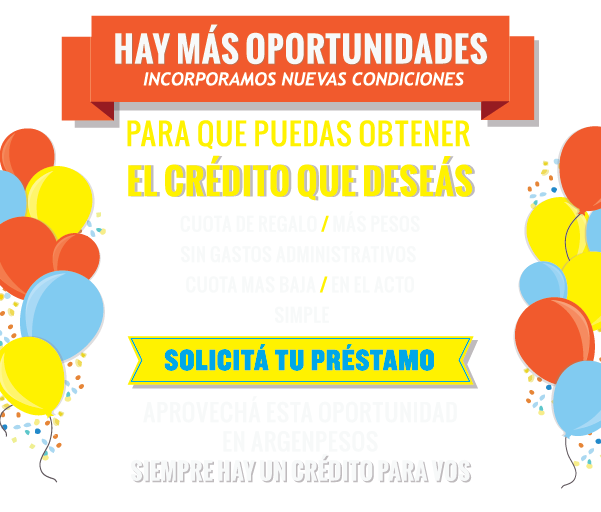 HAY MÁS OPORTUNIDADES
INCORPORAMOS NUEVAS CONDICIONES
PARA QUE PUEDAS OBTENER
EL CRÉDITO QUE DESEÁS
CUOTA DE REGALO / MÁS PESOS
SIN GASTOS ADMINISTRATIVOS
CUOTA MAS BAJA / EN EL ACTO
SIMPLE
SOLICITÁ TU PRÉSTAMO
APROVECHÁ ESTA OPORTUNIDAD
EN ARGENPESOS
SIEMPRE HAY UN CRÉDITO PARA VOS